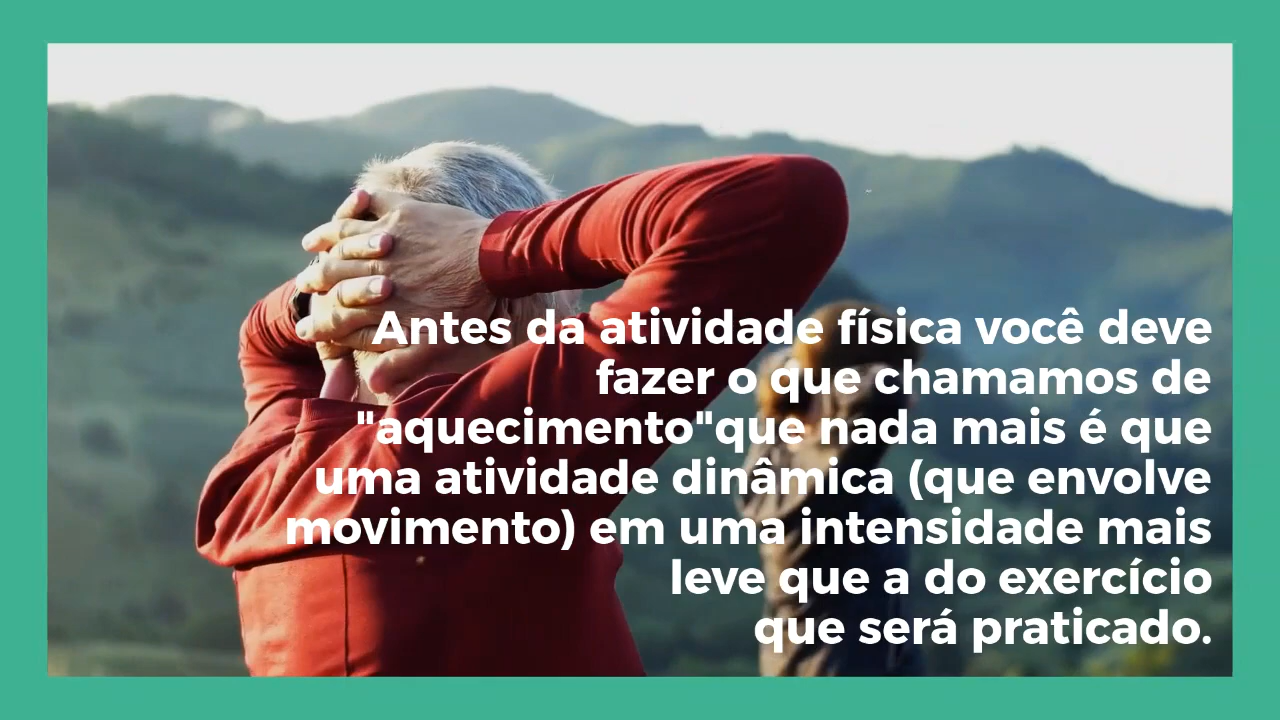 Antes da atividade física você deve
fazer o que chamamos de
"aquecimento"que nada mais é que
uma atividade dinâmica (que envolve
movimento) em uma intensidade mais
leve que a do exercício
que será praticado.